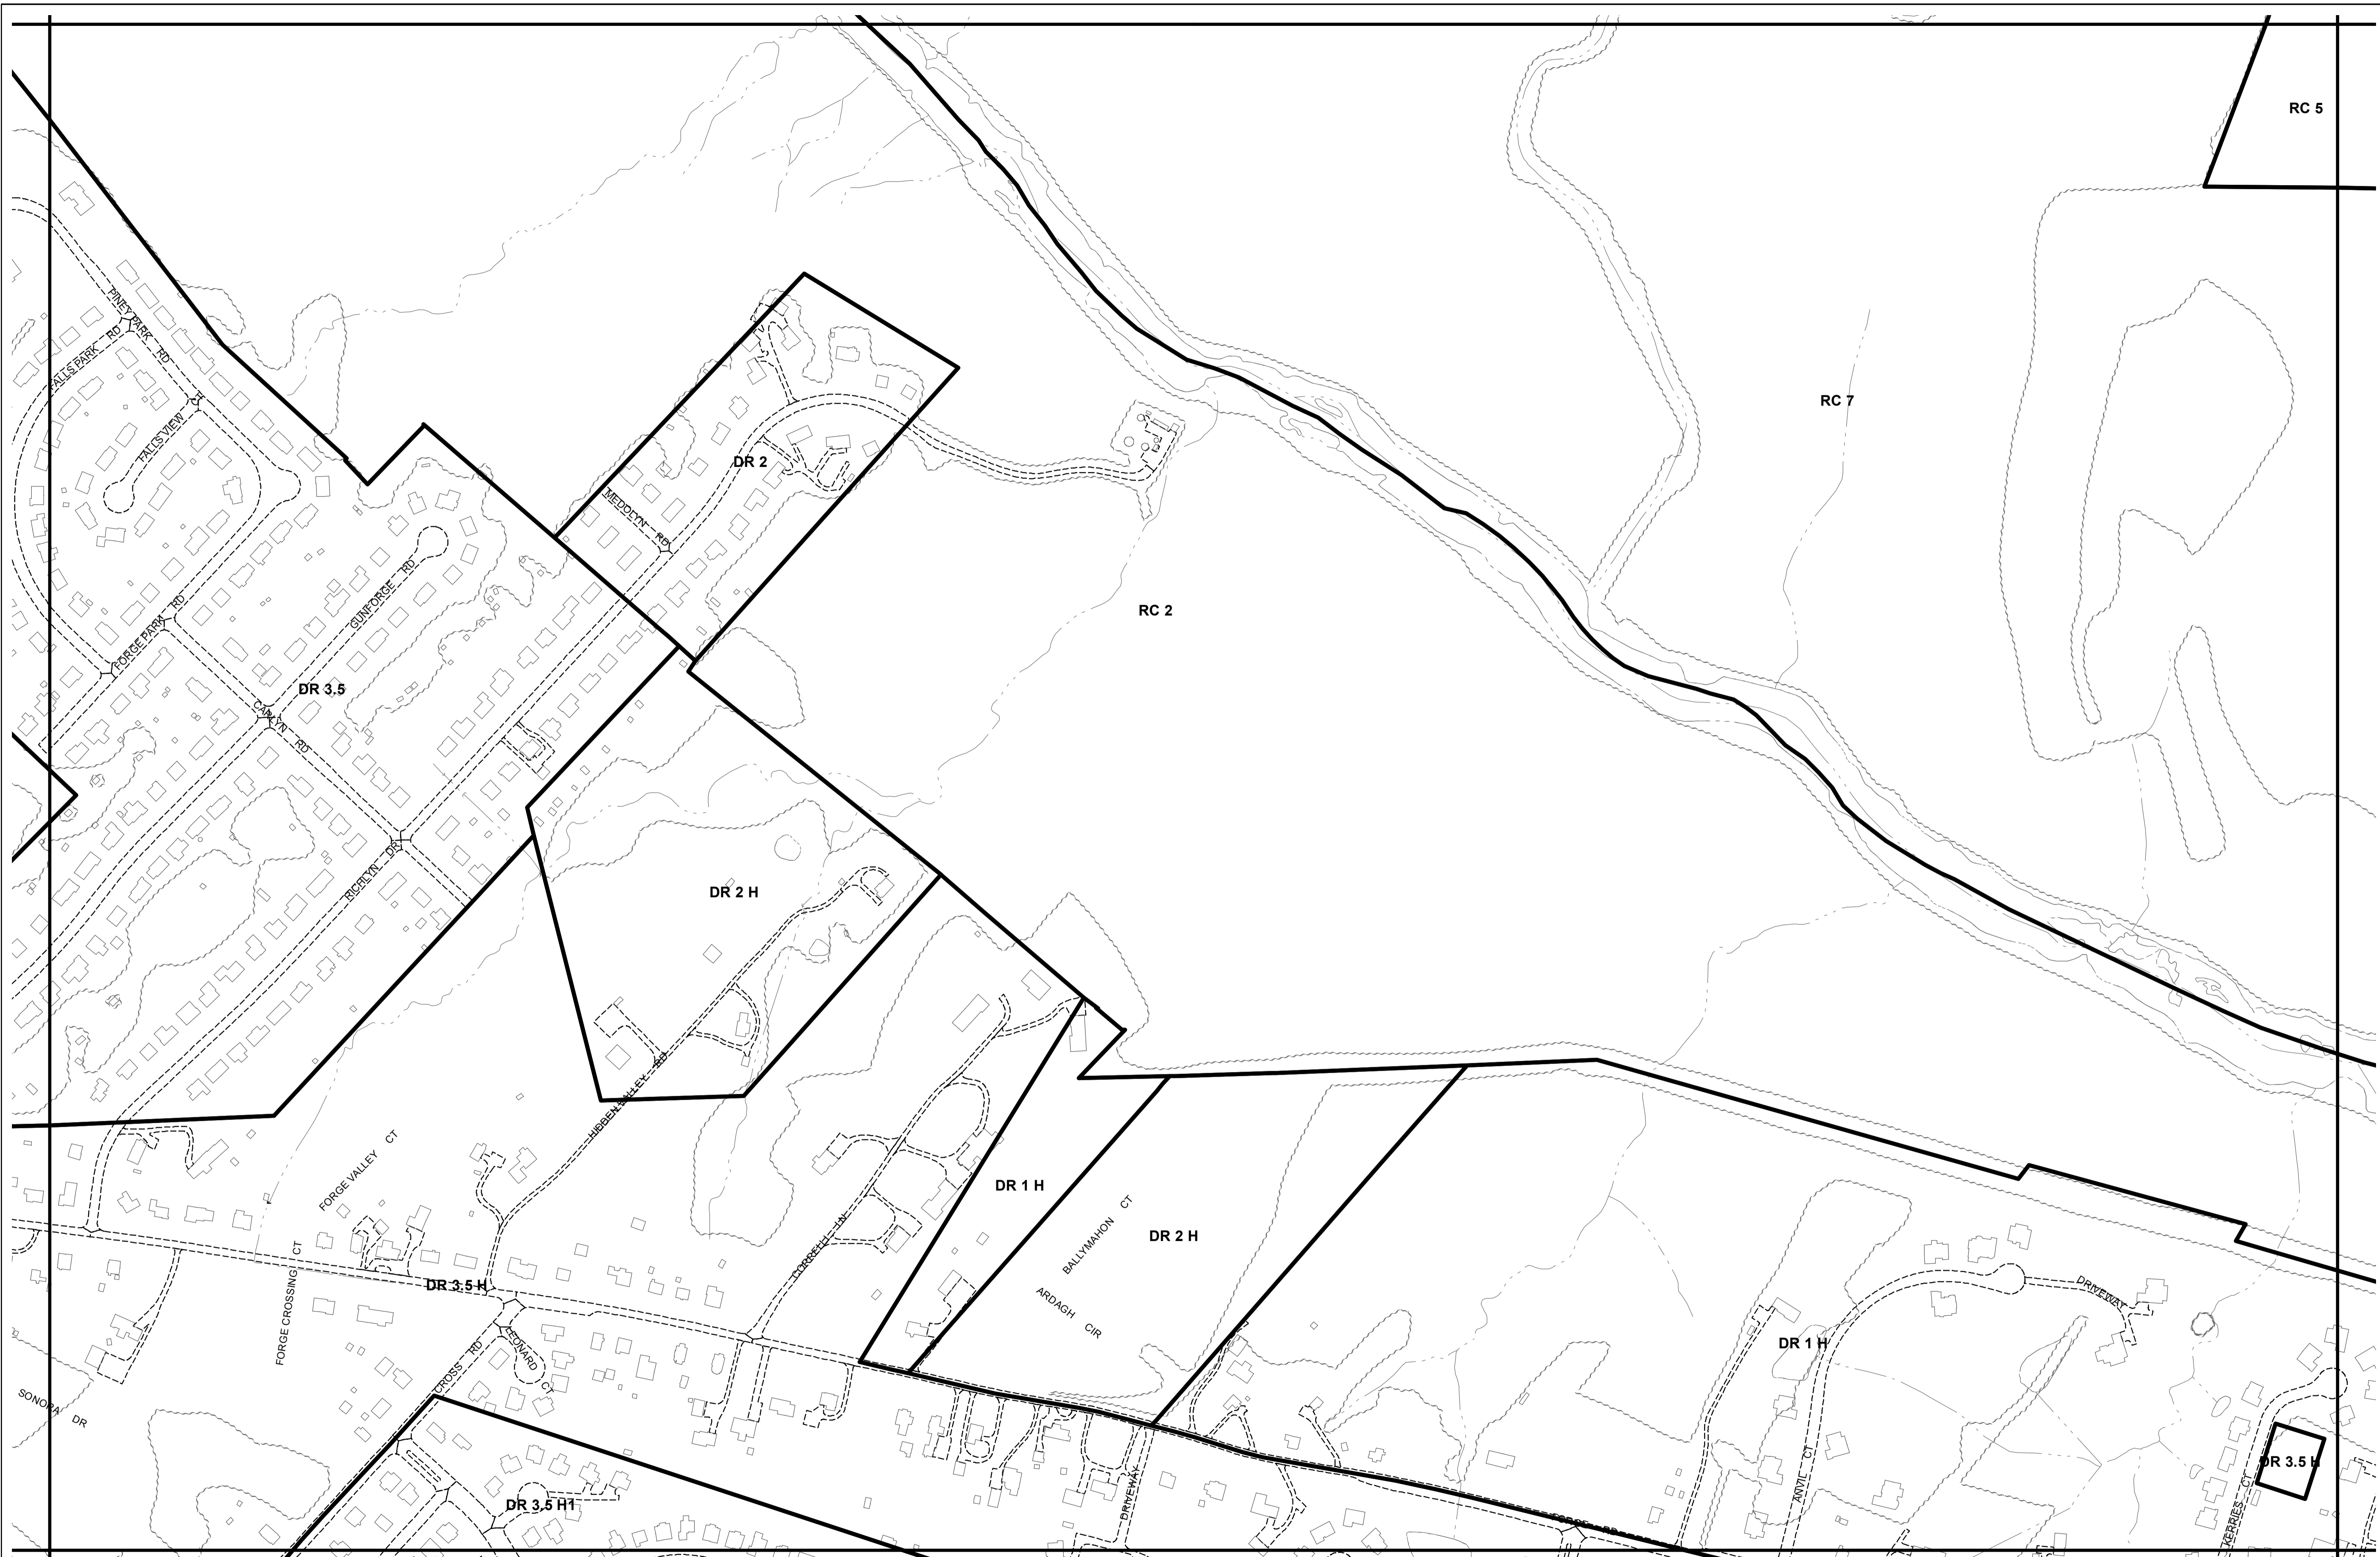 RC 5
PINEY PARK RD
FALLS PARK RD
FALLS VIEW CT
RC 7
DR 2
MEDOLYN RD
GUNFORGE RD
FORGE PARK RD
RC 2
DR 3.5
CARLYN RD
RICHLYN DR
DR 2 H
HIDDEN VALLEY RD
FORGE VALLEY CT
DR 1 H
BALLYMAHON CT
DR 2 H
CORRELLI LN
FORGE CROSSING CT
DR 3.5 H
ARDAGH CIR
DRIVEWAY
DR 1 H
CROSS RD
LEONARD CT
SONORA DR
ANVIL CT
DR 3.5 H
DR 3.5 H1
DRIVEWAY
KERRIES CT